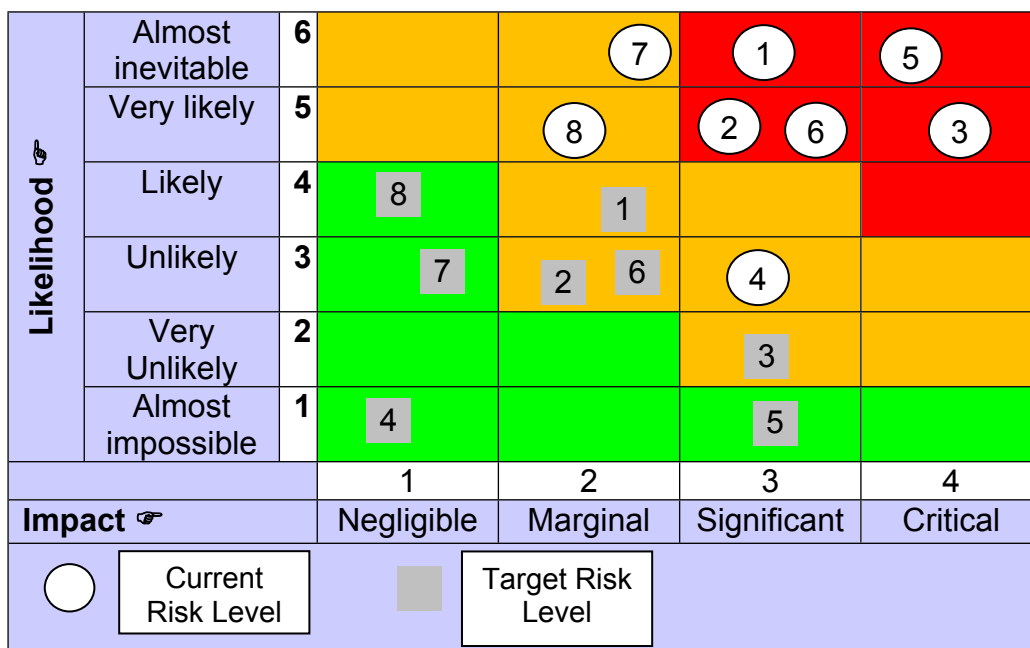 Likelihood ☝
Almost
inevitable
6
7
1
5
Very likely
5
8
2
6
3
Likely
4
8
1
Unlikely
3
7
2
6
4
Very
Unlikely
2
3
Almost
impossible
1
4
5
1
2
3
4
Impact ☞
Negligible
Marginal
Significant
Critical
Current
Risk Level
Target Risk
Level